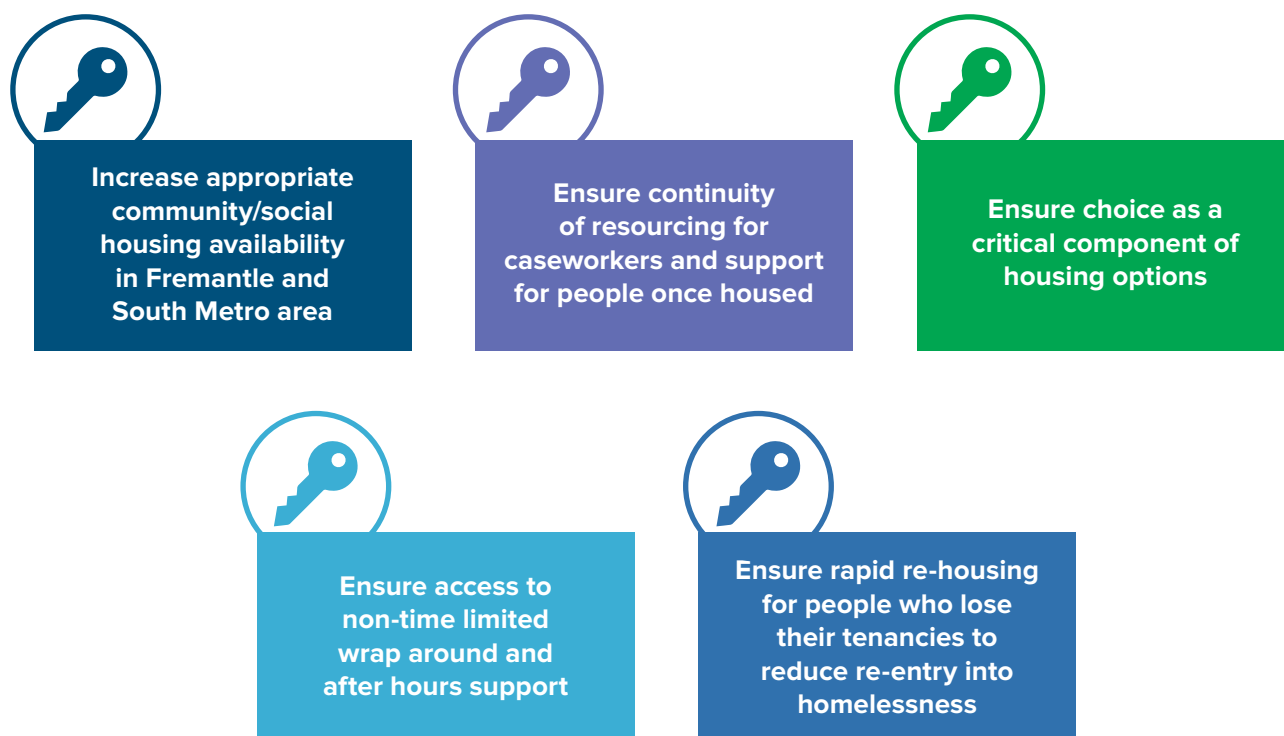 Increase appropriate
community/social
housing availability
in Fremantle and
South Metro area
Ensure continuity
of resourcing for
caseworkers and support
for people once housed
Ensure choice as a
critical component of
housing options
Ensure access to
non-time limited
wrap around and
after hours support
Ensure rapid re-housing
for people who lose
their tenancies to
reduce re-entry into
homelessness